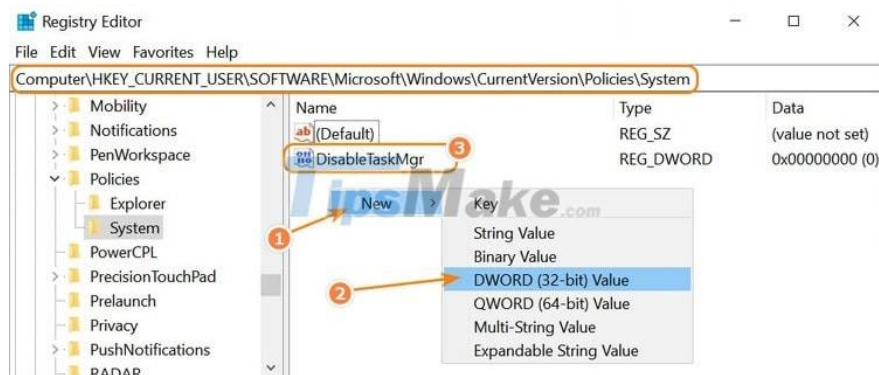 Registry Editor
File Edit View Favorites Help
Computer\HKEY_CURRENT_USER\SOFTWARE\Microsoft\Windows\CurrentVersion\Policies\System
Mobility
Notifications
PenWorkspace
Policies
Explorer
System
PowerCPL
PrecisionTouchPad
Prelaunch
Privacy
PushNotifications
RADAR
Name Type Data
ab (Default) REG_SZ (value not set)
DisableTaskMgr REG_DWORD 0x00000000 (0)
3
TipsMake.com
New
Key
String Value
Binary Value
DWORD (32-bit) Value
QWORD (64-bit) Value
Multi-String Value
Expandable String Value
1
2